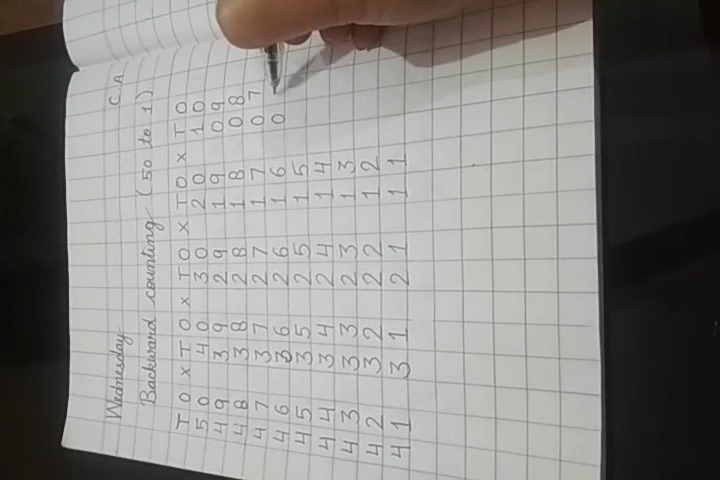 Wednesday C.A
Backward counting (50 to 1)
T O x T O x T O x T O x T O
5 0 4 0 3 0 2 0 1 0
4 9 3 9 2 9 1 9 0 9
4 8 3 8 2 8 1 8 0 8
4 7 3 7 2 7 1 7 0 7
4 6 3 6 2 6 1 6 0
4 5 3 5 2 5 1 5
4 4 3 4 2 4 1 4
4 3 3 3 2 3 1 3
4 2 3 2 2 2 1 2
4 1 3 1 2 1 1 1